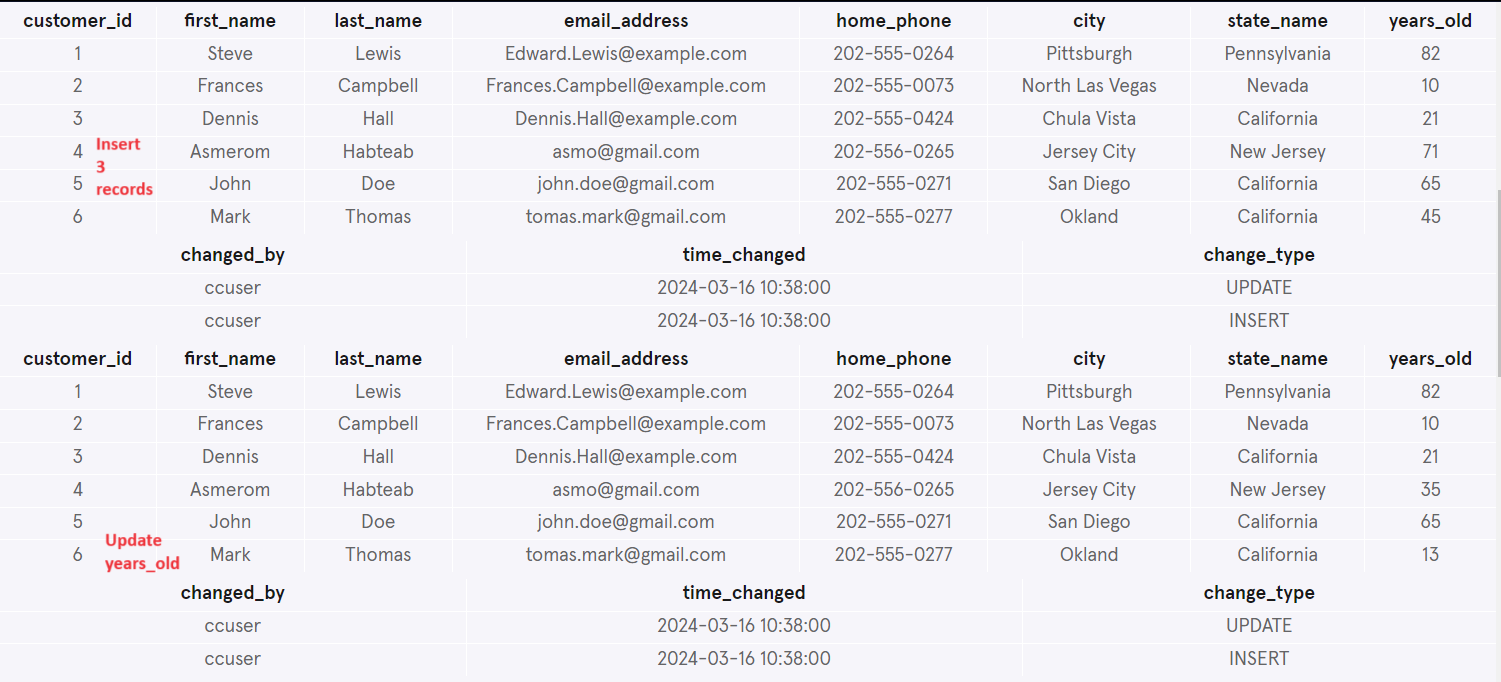 customer_id first_name last_name email_address home_phone city state_name years_old
1 Steve Lewis Edward.Lewis@example.com 202-555-0264 Pittsburgh Pennsylvania 82
2 Frances Campbell Frances.Campbell@example.com 202-555-0073 North Las Vegas Nevada 10
3 Dennis Hall Dennis.Hall@example.com 202-555-0424 Chula Vista California 21
4 Asmerom Habteab asmo@gmail.com 202-556-0265 Jersey City New Jersey 71
Insert
3
records
5 John Doe john.doe@gmail.com 202-555-0271 San Diego California 65
6 Mark Thomas tomas.mark@gmail.com 202-555-0277 Okland California 45
changed_by time_changed change_type
ccuser 2024-03-16 10:38:00 UPDATE
ccuser 2024-03-16 10:38:00 INSERT
customer_id first_name last_name email_address home_phone city state_name years_old
1 Steve Lewis Edward.Lewis@example.com 202-555-0264 Pittsburgh Pennsylvania 82
2 Frances Campbell Frances.Campbell@example.com 202-555-0073 North Las Vegas Nevada 10
3 Dennis Hall Dennis.Hall@example.com 202-555-0424 Chula Vista California 21
4 Asmerom Habteab asmo@gmail.com 202-556-0265 Jersey City New Jersey 35
5 John Doe john.doe@gmail.com 202-555-0271 San Diego California 65
Update
years_old
6 Mark Thomas tomas.mark@gmail.com 202-555-0277 Okland California 13
changed_by time_changed change_type
ccuser 2024-03-16 10:38:00 UPDATE
ccuser 2024-03-16 10:38:00 INSERT